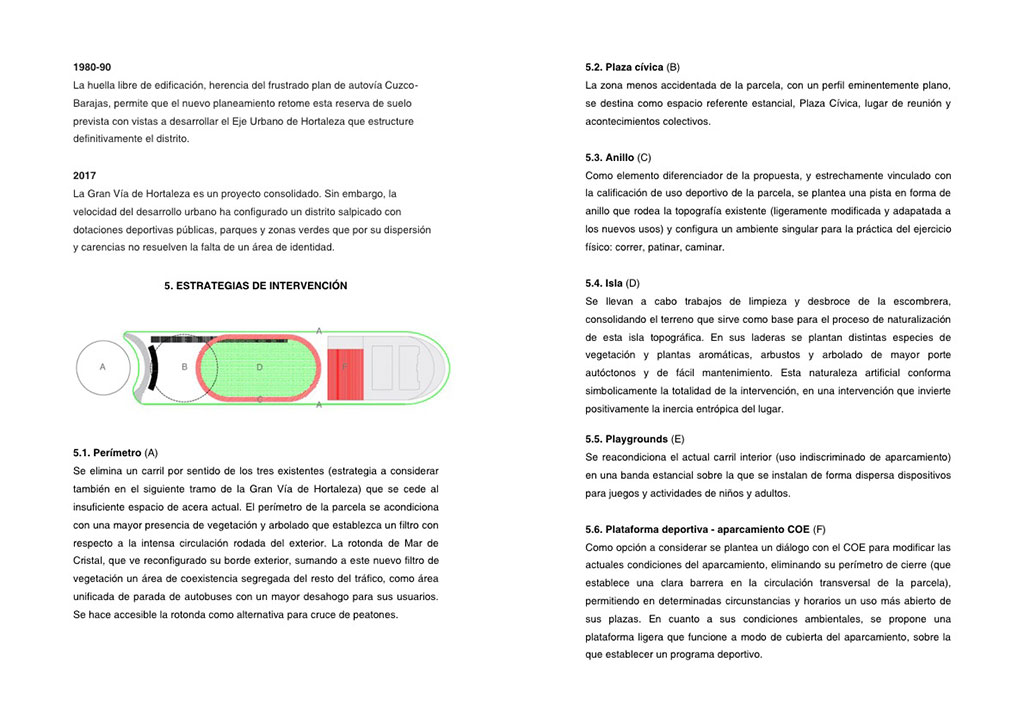 1980-90
La huella libre de edificación, herencia del frustrado plan de autovía Cuzco-
Barajas, permite que el nuevo planeamiento retome esta reserva de suelo
prevista con vistas a desarrollar el Eje Urbano de Hortaleza que estructure
definitivamente el distrito.
2017
La Gran Vía de Hortaleza es un proyecto consolidado. Sin embargo, la
velocidad del desarrollo urbano ha configurado un distrito salpicado con
dotaciones deportivas públicas, parques y zonas verdes que por su dispersión
y carencias no resuelven la falta de un área de identidad.
5. ESTRATEGIAS DE INTERVENCIÓN
A
A
B
D
F
C
A
5.1. Perímetro (A)
Se elimina un carril por sentido de los tres existentes (estrategia a considerar
también en el siguiente tramo de la Gran Vía de Hortaleza) que se cede al
insuficiente espacio de acera actual. El perímetro de la parcela se acondiciona
con una mayor presencia de vegetación y arbolado que establezca un filtro con
respecto a la intensa circulación rodada del exterior. La rotonda de Mar de
Cristal, que ve reconfigurado su borde exterior, sumando a este nuevo filtro de
vegetación un área de coexistencia segregada del resto del tráfico, como área
unificada de parada de autobuses con un mayor desahogo para sus usuarios.
Se hace accesible la rotonda como alternativa para cruce de peatones.
5.2. Plaza cívica (B)
La zona menos accidentada de la parcela, con un perfil eminentemente plano,
se destina como espacio referente estancial, Plaza Cívica, lugar de reunión y
acontecimientos colectivos.
5.3. Anillo (C)
Como elemento diferenciador de la propuesta, y estrechamente vinculado con
la calificación de uso deportivo de la parcela, se plantea una pista en forma de
anillo que rodea la topografía existente (ligeramente modificada y adapatada a
los nuevos usos) y configura un ambiente singular para la práctica del ejercicio
físico: correr, patinar, caminar.
5.4. Isla (D)
Se llevan a cabo trabajos de limpieza y desbroce de la escombrera,
consolidando el terreno que sirve como base para el proceso de naturalización
de esta isla topográfica. En sus laderas se plantan distintas especies de
vegetación y plantas aromáticas, arbustos y arbolado de mayor porte
autóctonos y de fácil mantenimiento. Esta naturaleza artificial conforma
simbolicamente la totalidad de la intervención, en una intervención que invierte
positivamente la inercia entrópica del lugar.
5.5. Playgrounds (E)
Se reacondiciona el actual carril interior (uso indiscriminado de aparcamiento)
en una banda estancial sobre la que se instalan de forma dispersa dispositivos
para juegos y actividades de niños y adultos.
5.6. Plataforma deportiva - aparcamiento COE (F)
Como opción a considerar se plantea un diálogo con el COE para modificar las
actuales condiciones del aparcamiento, eliminando su perímetro de cierre (que
establece una clara barrera en la circulación transversal de la parcela),
permitiendo en determinadas circunstancias y horarios un uso más abierto de
sus plazas. En cuanto a sus condiciones ambientales, se propone una
plataforma ligera que funcione a modo de cubierta del aparcamiento, sobre la
que establecer un programa deportivo.